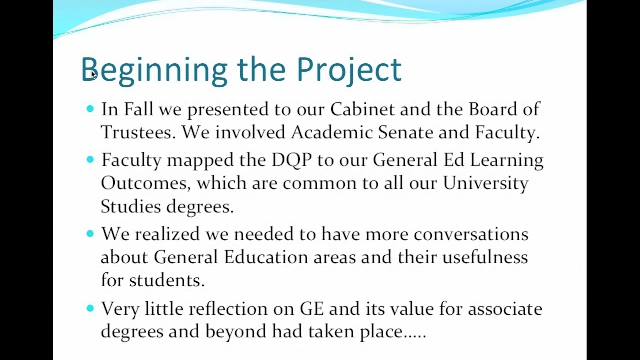 Beginning the Project
In Fall we presented to our Cabinet and the Board of
Trustees. We involved Academic Senate and Faculty.
Faculty mapped the DQP to our General Ed Learning
Outcomes, which are common to all our University
Studies degrees.
We realized we needed to have more conversations
about General Education areas and their usefulness
for students.
Very little reflection on GE and its value for associate
degrees and beyond had taken place…..